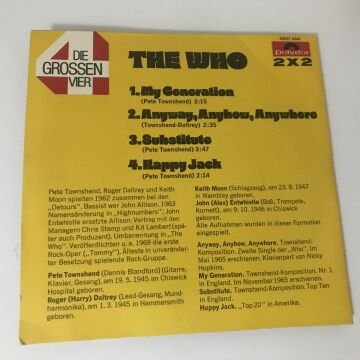 DIE
GROSSEN
VIER
4
THE WHO
Polydor
2X2
1. My Generation
(Pete Townshend) 3:15
2. Anyway, Anyhow, Anywhere
(Townshend-Daltrey) 2:35
3. Substitute
(Pete Townshend) 3:47
4. Happy Jack
(Pete Townshend) 2:14
Pete Townshend, Roger Daltrey und Keith
Moon spielten 1962 zusammen bei den
„Detours". Bassist war John Allison. 1963
Namensänderung in „Highnumbers"; John
Entwhistle ersetzte Allison. Vertrag mit den
Managern Chris Stamp und Kit Lambert (spä-
ter auch Produzent). Umbenennung in "The
Who". Veröffentlichten u. a. 1969 die erste
Rock-Oper („Tommy"). Älteste in unverän-
derter Besetzung spielende Rock-Gruppe.
Pete Townshend (Dennis Blandford) (Gitarre,
Klavier, Gesang), am 19. 5. 1945 in Chiswick
Hospital geboren.
Roger (Harry) Daltrey (Lead-Gesang, Mund-
harmonika), am 1. 3. 1945 in Hammersmith
geboren.
Keith Moon (Schlagzeug), am 23. 8. 1947
in Wembley geboren.
John (Alec) Entwhistle (Baß, Trompete,
Kornett), am 9. 10. 1946 in Chiswick
geboren.
Alle Aufnahmen wurden in dieser Formation
eingespielt.
Anyway, Anyhow, Anywhere. Townshend-
Komposition. Zweite Single der „Who". Im
Mai 1965 erschienen. Klavierpart von Nicky
Hopkins.
My Generation. Townshend-Komposition. Nr. 1
in England. Im November 1965 erschienen.
Substitute. Townshend-Komposition. Top Ten
in England.
Happy Jack. „Top 20" in Amerika.